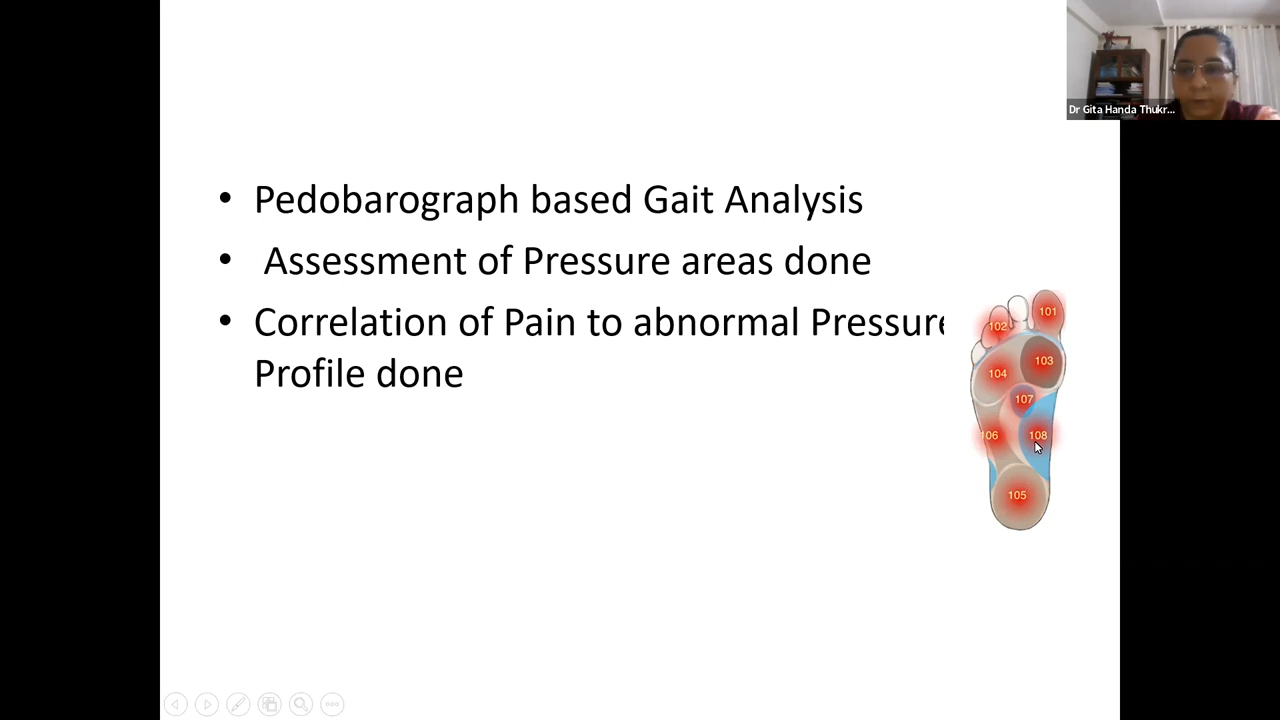 Dr Gita Handa Thukr...
• Pedobarograph based Gait Analysis
• Assessment of Pressure areas done
• Correlation of Pain to abnormal Pressure
Profile done
101
102
103
104
107
106
108
105